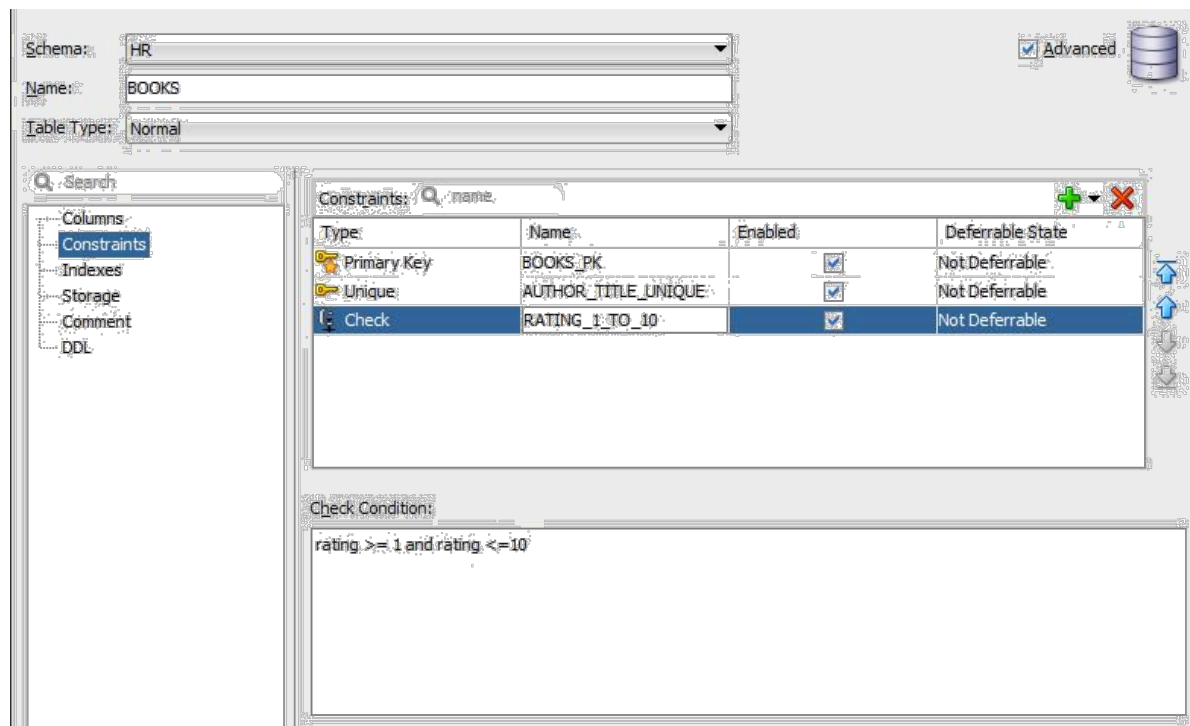 Schema: HR
Advanced
Name: BOOKS
Table Type: Normal
Search
Columns
Constraints
Indexes
Storage
Comment
DDL
Constraints: name
Type Name Enabled Deferrable State
Primary Key BOOKS_PK Not Deferrable
Unique AUTHOR_TITLE_UNIQUE Not Deferrable
Check RATING_1_TO_10 Not Deferrable
Check Condition:
rating >= 1 and rating <=10